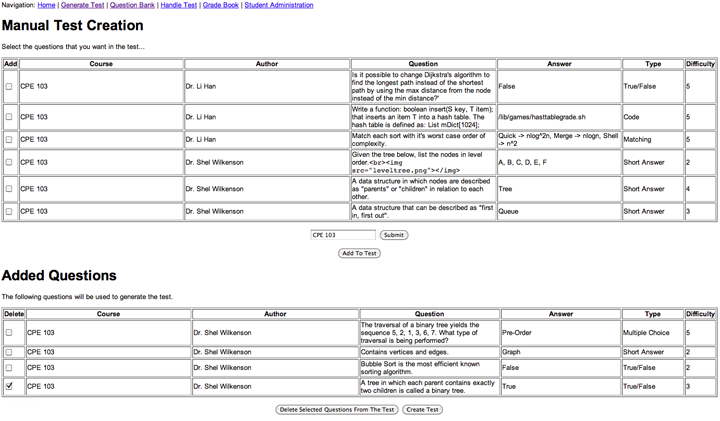 Navigation: Home | Generate Test | Question Bank | Handle Test | Grade Book | Student Administration
Manual Test Creation
Select the questions that you want in the test...
Add Course Author Question Answer Type Difficulty
CPE 103 Dr. Li Han Is it possible to change Dijkstra's algorithm to find the longest path instead of the shortest path by using the max distance from the node instead of the min distance?' False True/False 5
CPE 103 Dr. Li Han Write a function: boolean insert(S key, T item); that inserts an item T into a hash table. The hash table is defined as: List mDict[1024]; /lib/games/hasttablegrade.sh Code 5
CPE 103 Dr. Li Han Match each sort with it's worst case order of complexity. Quick -> nlog^2n, Merge -> nlogn, Shell -> n^2 Matching 5
CPE 103 Dr. Shel Wilkenson Given the tree below, list the nodes in level order.<br><img src="leveltree.png"></img> A, B, C, D, E, F Short Answer 2
CPE 103 Dr. Shel Wilkenson A data structure in which nodes are described as "parents" or "children" in relation to each other. Tree Short Answer 4
CPE 103 Dr. Shel Wilkenson A data structure that can be described as "first in, first out". Queue Short Answer 3
CPE 103 Submit
Add To Test
Added Questions
The following questions will be used to generate the test.
Delete Course Author Question Answer Type Difficulty
CPE 103 Dr. Shel Wilkenson The traversal of a binary tree yields the sequence 5, 2, 1, 3, 6, 7. What type of traversal is being performed? Pre-Order Multiple Choice 5
CPE 103 Dr. Shel Wilkenson Contains vertices and edges. Graph Short Answer 2
CPE 103 Dr. Shel Wilkenson Bubble Sort is the most efficient known sorting algorithm. False True/False 2
CPE 103 Dr. Shel Wilkenson A tree in which each parent contains exactly two children is called a binary tree. True True/False 3
Delete Selected Questions From The Test Create Test